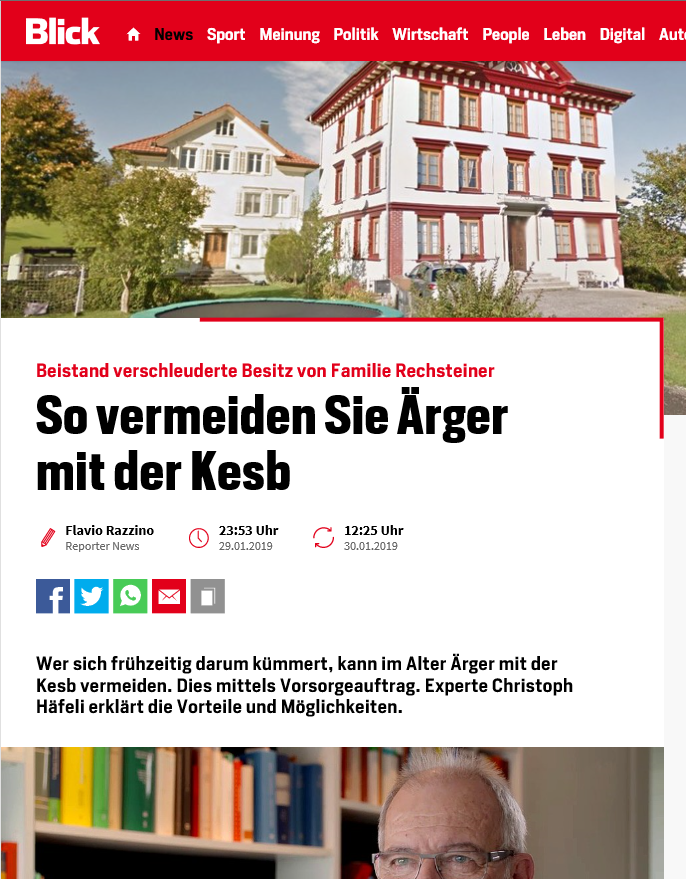 Blick
News Sport Meinung Politik Wirtschaft People Leben Digital Auto
Beistand verschleuderte Besitz von Familie Rechsteiner
So vermeiden Sie Ärger
mit der Kesb
Flavio Razzino
Reporter News
23:53 Uhr
29.01.2019
12:25 Uhr
30.01.2019
Wer sich frühzeitig darum kümmert, kann im Alter Ärger mit der
Kesb vermeiden. Dies mittels Vorsorgeauftrag. Experte Christoph
Häfeli erklärt die Vorteile und Möglichkeiten.